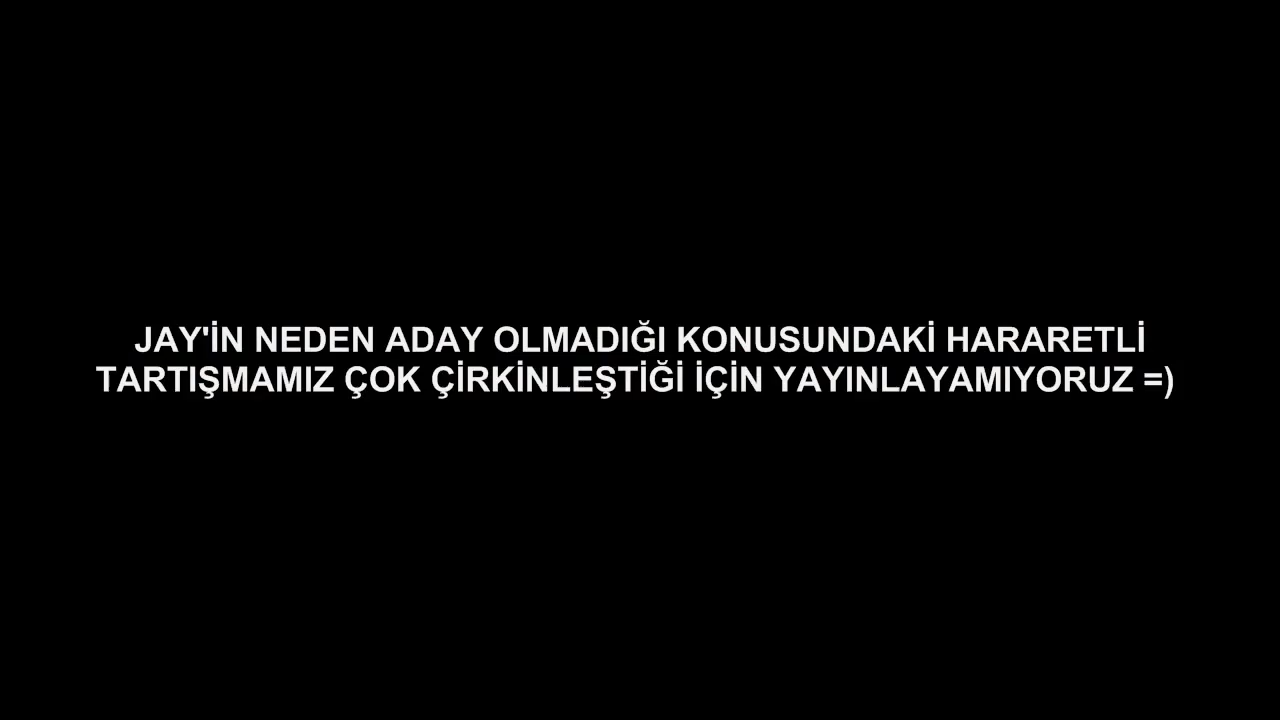 JAY'İN NEDEN ADAY OLMADIĞI KONUSUNDAKİ HARARETLİ
TARTIŞMAMIZ ÇOK ÇİRKİNLEŞTİĞİ İÇİN YAYINLAYAMIYORUZ =)